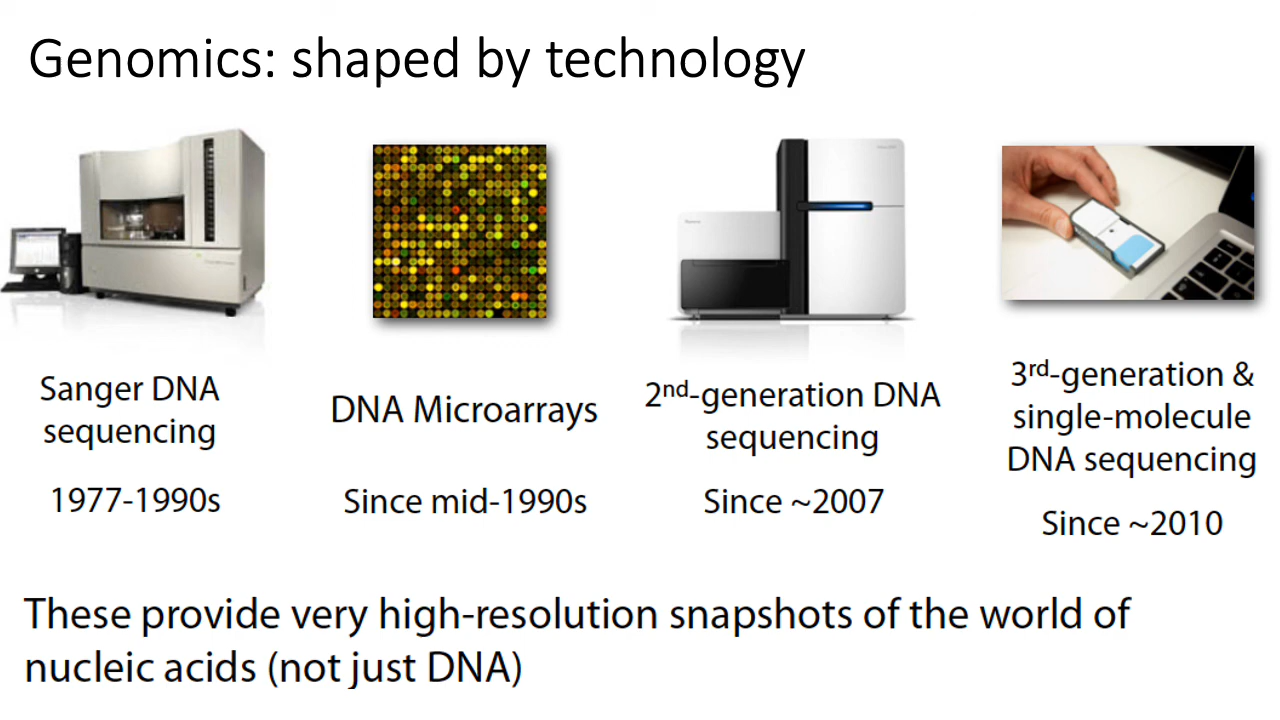 Genomics: shaped by technology
Sanger DNA
sequencing
1977-1990s
DNA Microarrays
Since mid-1990s
2nd-generation DNA
sequencing
Since ~2007
3rd-generation &
single-molecule
DNA sequencing
Since ~2010
These provide very high-resolution snapshots of the world of
nucleic acids (not just DNA)